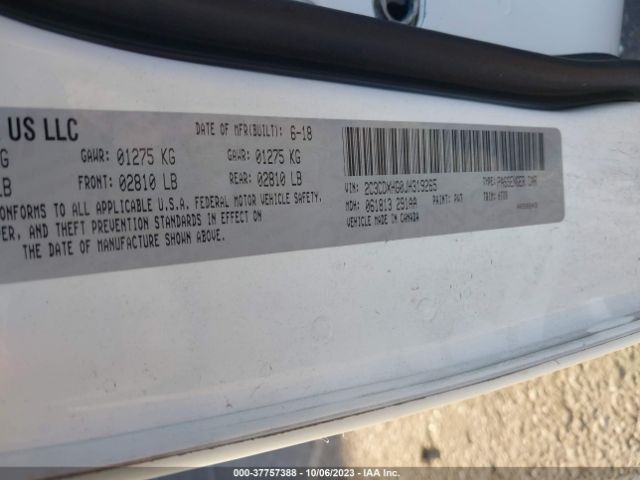 US LLC
DATE OF MFR(BUILT): 6-18
G GAWR: 01275 KG GAWR: 01275 KG
LB FRONT: 02810 LB REAR: 02810 LB
ONFORMS TO ALL APPLICABLE U.S.A. FEDERAL MOTOR VEHICLE SAFETY,
PER, AND THEFT PREVENTION STANDARDS IN EFFECT ON
THE DATE OF MANUFACTURE SHOWN ABOVE.
VIN: 2C3CDXHG0JH319265 TYPE: PASSENGER CAR
MDH: 061813 291AA PAINT: PW7 TRIM:
VEHICLE MADE IN CANADA
000-37757388 | 10/06/2023 | IAA Inc.